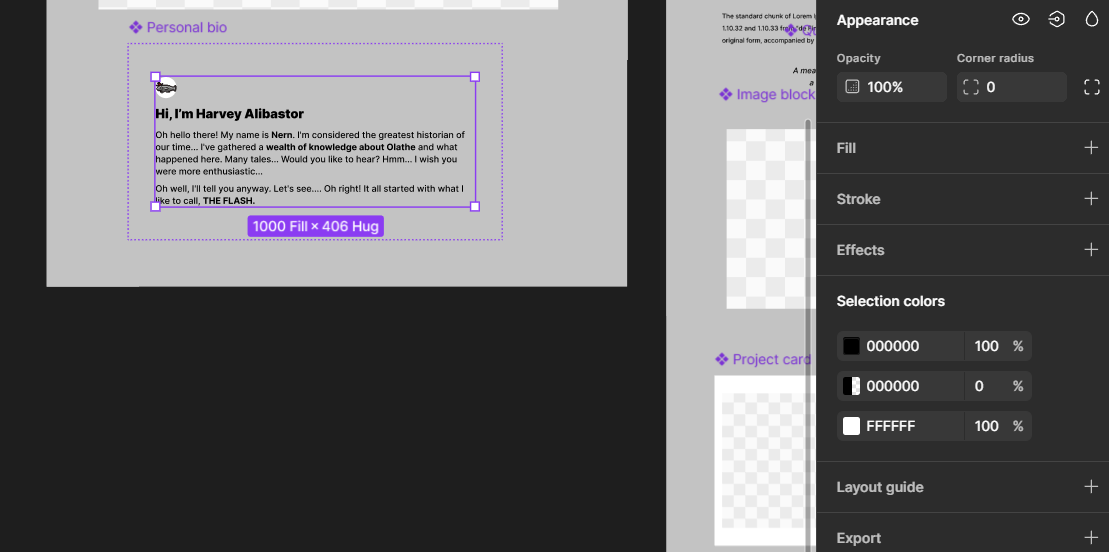 Personal bio
Hi, I'm Harvey Alibastor
Oh hello there! My name is Nern. I'm considered the greatest historian of
our time... I've gathered a wealth of knowledge about Olathe and what
happened here. Many tales... Would you like to hear? Hmm... I wish you
were more enthusiastic...
Oh well, I'll tell you anyway. Let's see.... Oh right! It all started with what I
like to call, THE FLASH.
1000 Fill × 406 Hug
The standard chunk of Lorem
1.10.32 and 1.10.33 from
original form, accompanied by
A mea
a
Image block
Project card
Appearance
Opacity
Corner radius
100%
0
Fill
Stroke
Effects
Selection colors
000000 100 %
000000 0 %
FFFFFF 100 %
Layout guide
Export